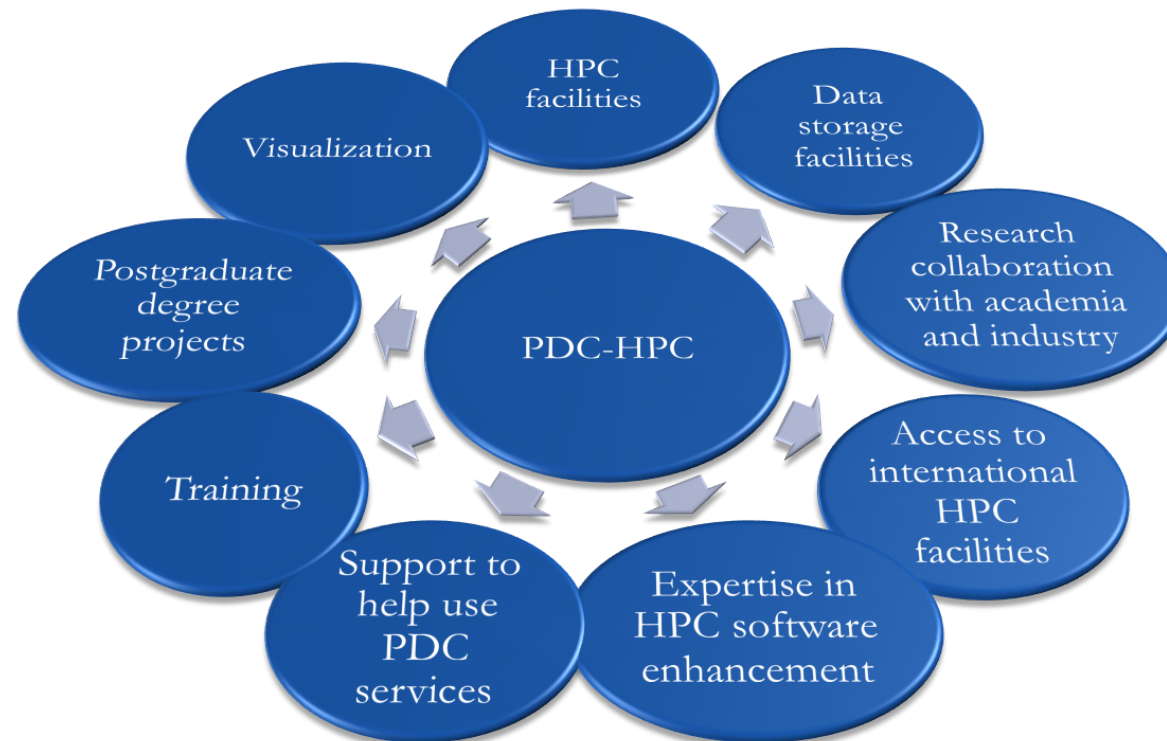 HPC
facilities
Data
storage
facilities
Research
collaboration
with academia
and industry
Access to
international
HPC
facilities
Expertise in
HPC software
enhancement
Support to
help use
PDC
services
Training
Postgraduate
degree
projects
Visualization
PDC-HPC